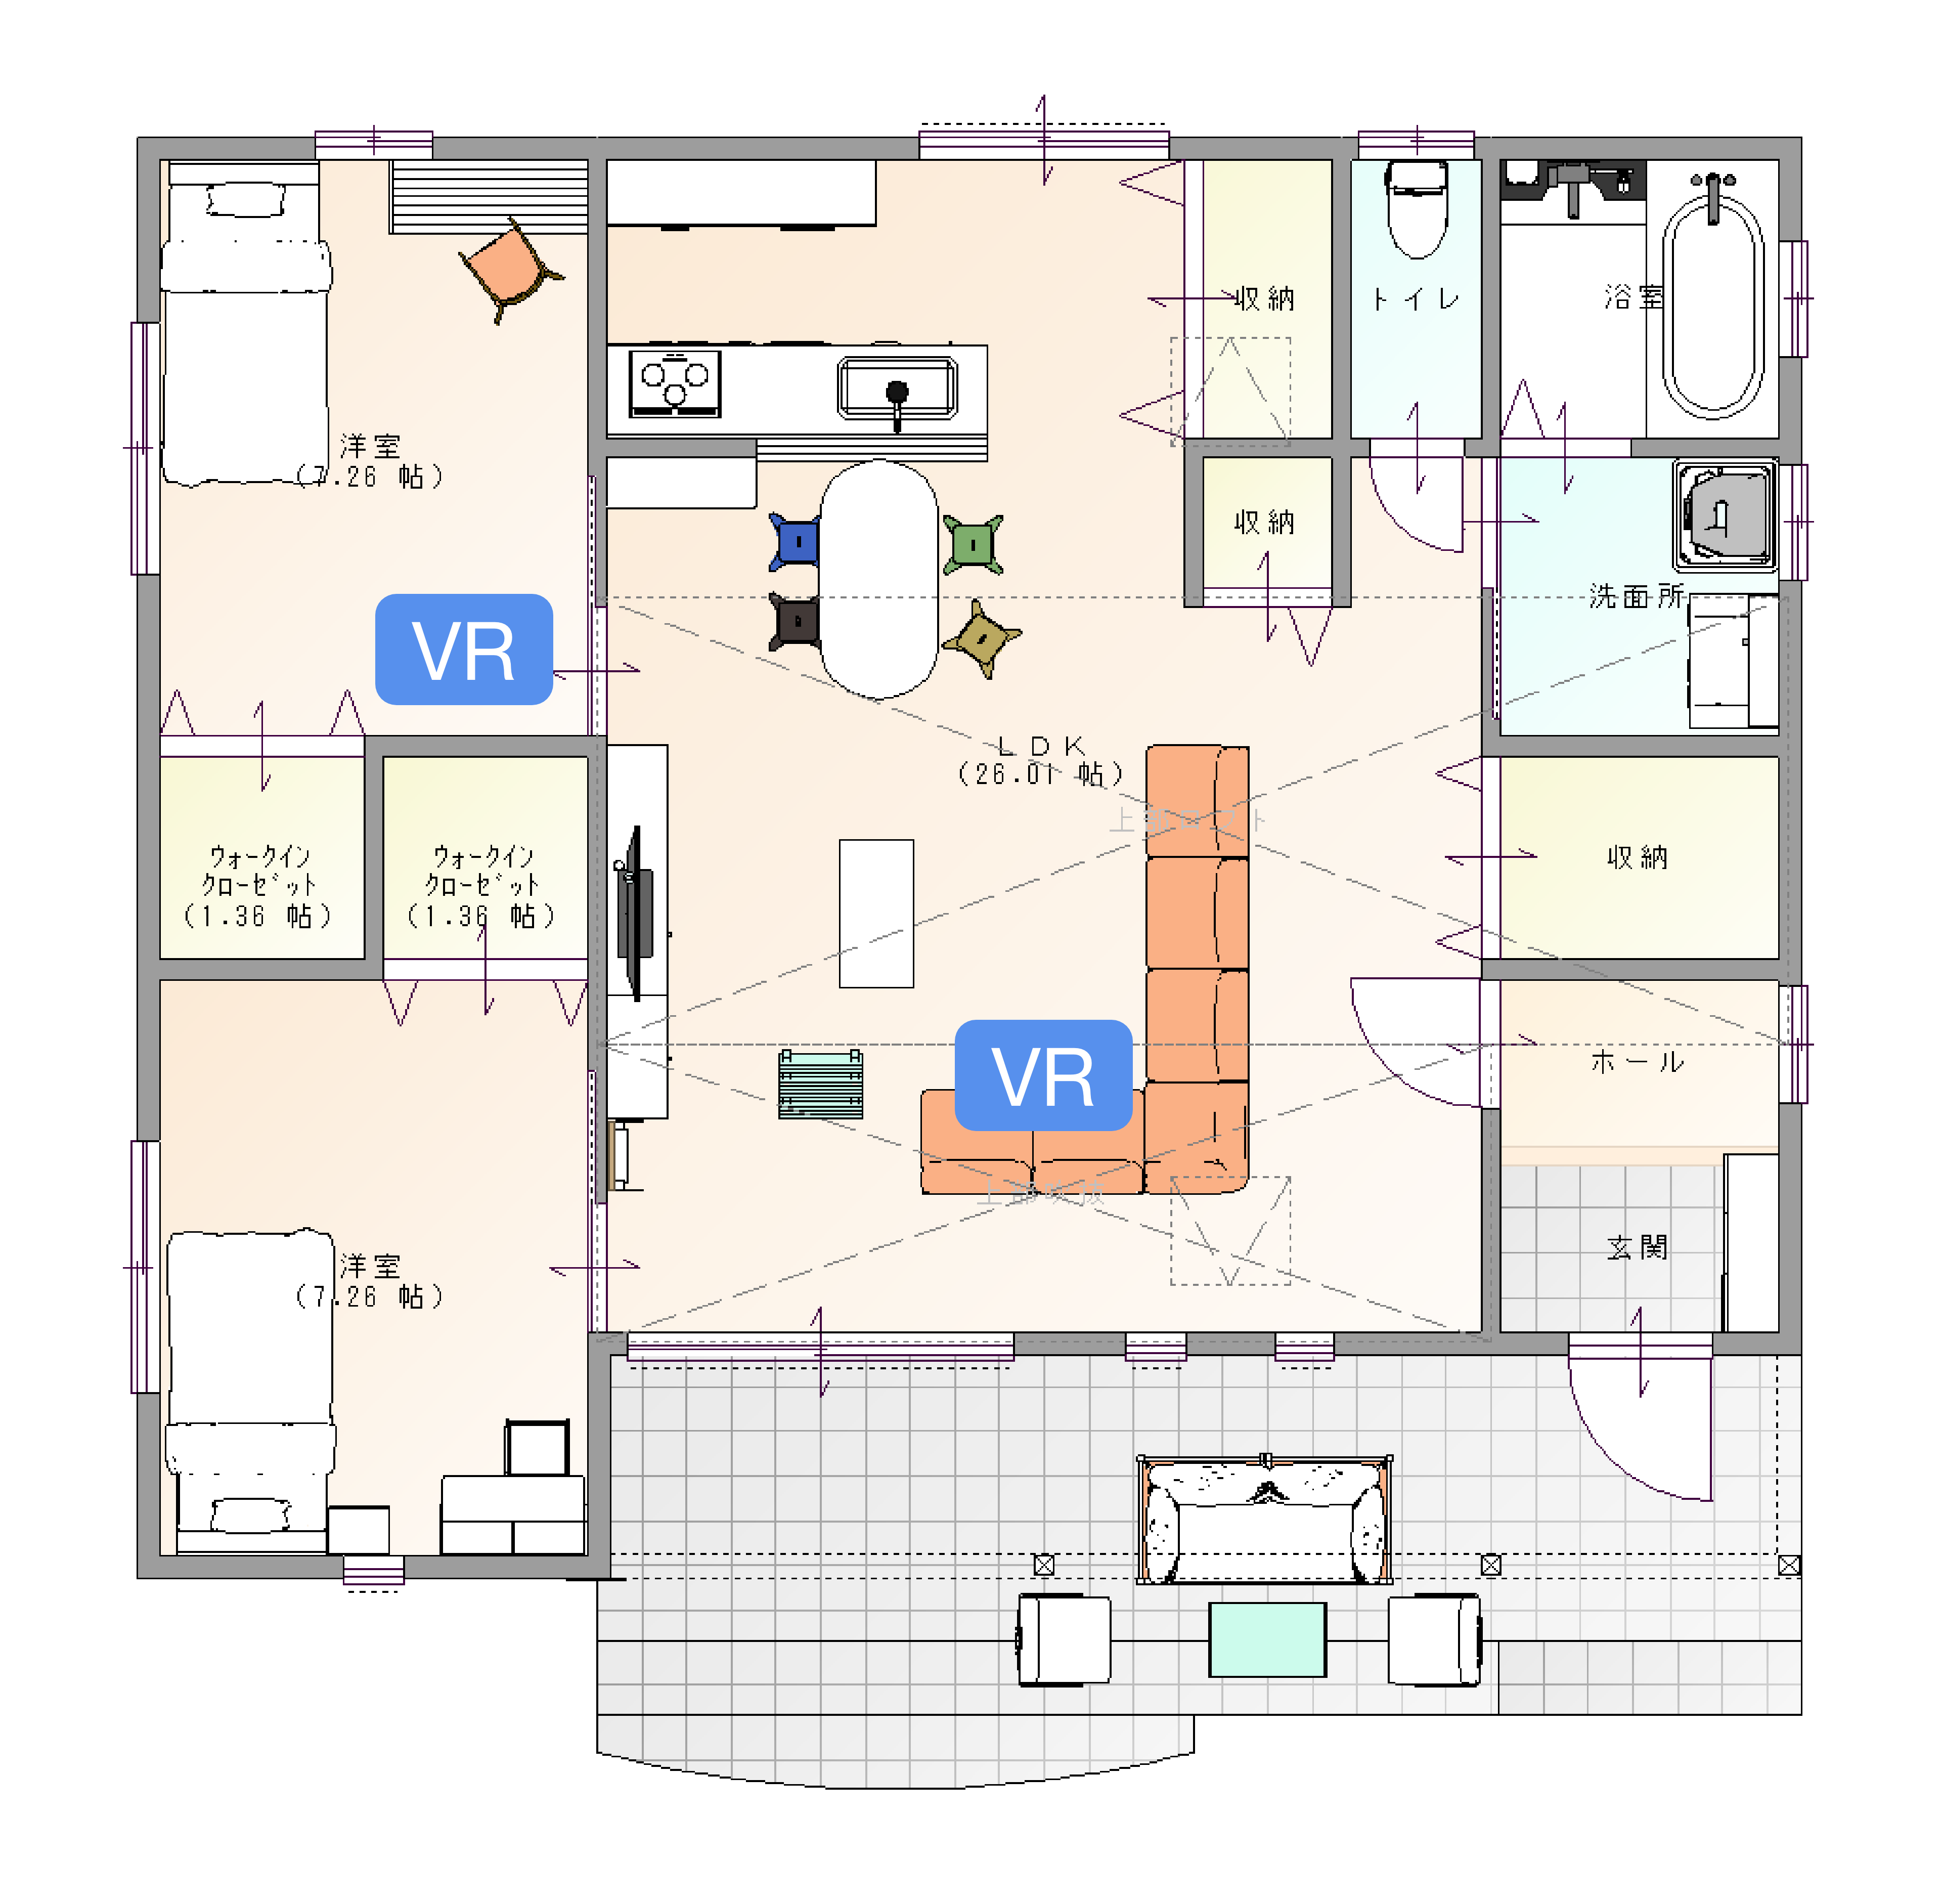 収納
トイレ
浴室
洋室
(7.26 帖)
収納
洗面所
VR
LDK
(26.01 帖)
上部ロフト
ウォークイン
クローゼット
(1.36 帖)
ウォークイン
クローゼット
(1.36 帖)
収納
VR
ホール
上部吹抜
玄関
洋室
(7.26 帖)